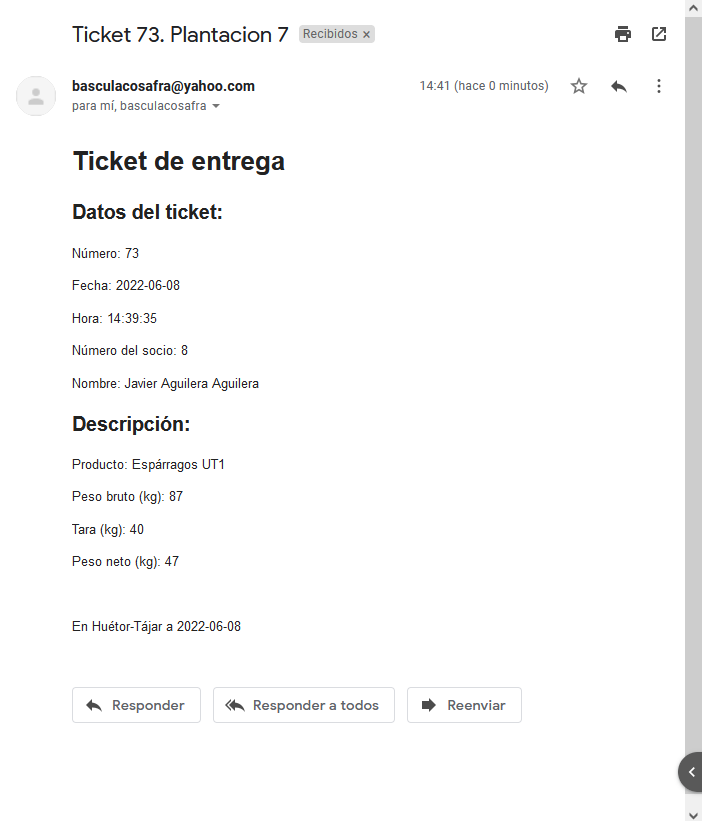 Ticket 73. Plantacion 7 Recibidos ×
basculacosafra@yahoo.com 14:41 (hace 0 minutos)
para mí, basculacosafra
Ticket de entrega
Datos del ticket:
Número: 73
Fecha: 2022-06-08
Hora: 14:39:35
Número del socio: 8
Nombre: Javier Aguilera Aguilera
Descripción:
Producto: Espárragos UT1
Peso bruto (kg): 87
Tara (kg): 40
Peso neto (kg): 47
En Huétor-Tájar a 2022-06-08
Responder Responder a todos Reenviar